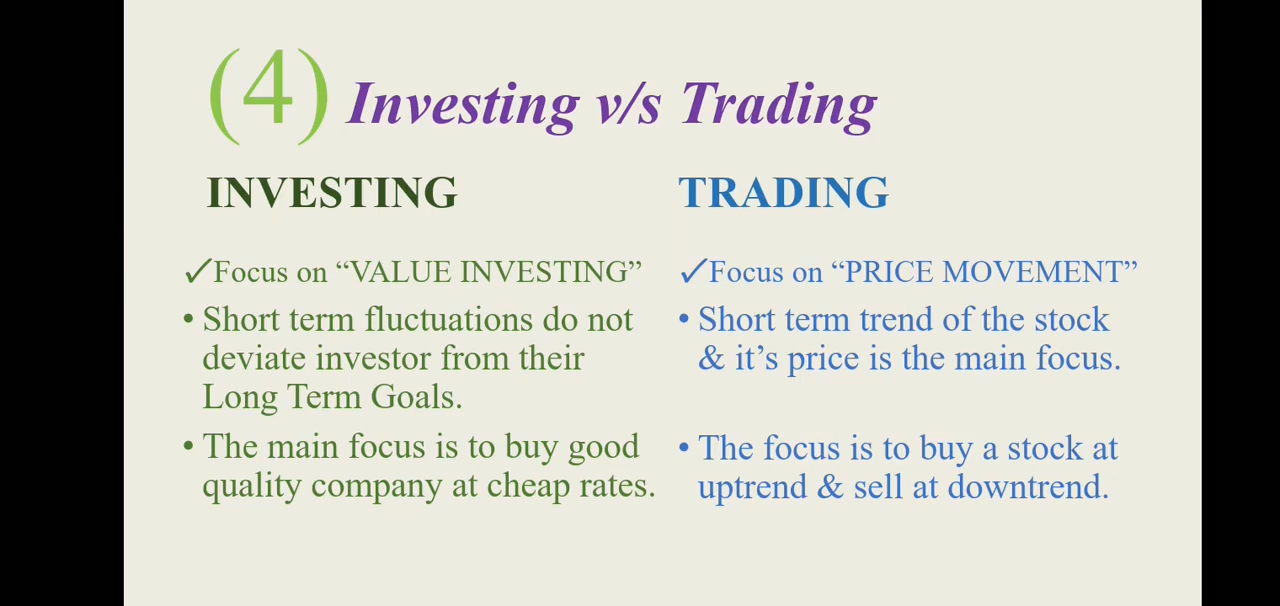 (4) Investing v/s Trading
INVESTING
✓Focus on “VALUE INVESTING”
• Short term fluctuations do not
deviate investor from their
Long Term Goals.
• The main focus is to buy good
quality company at cheap rates.
TRADING
✓Focus on “PRICE MOVEMENT”
• Short term trend of the stock
& it’s price is the main focus.
• The focus is to buy a stock at
uptrend & sell at downtrend.